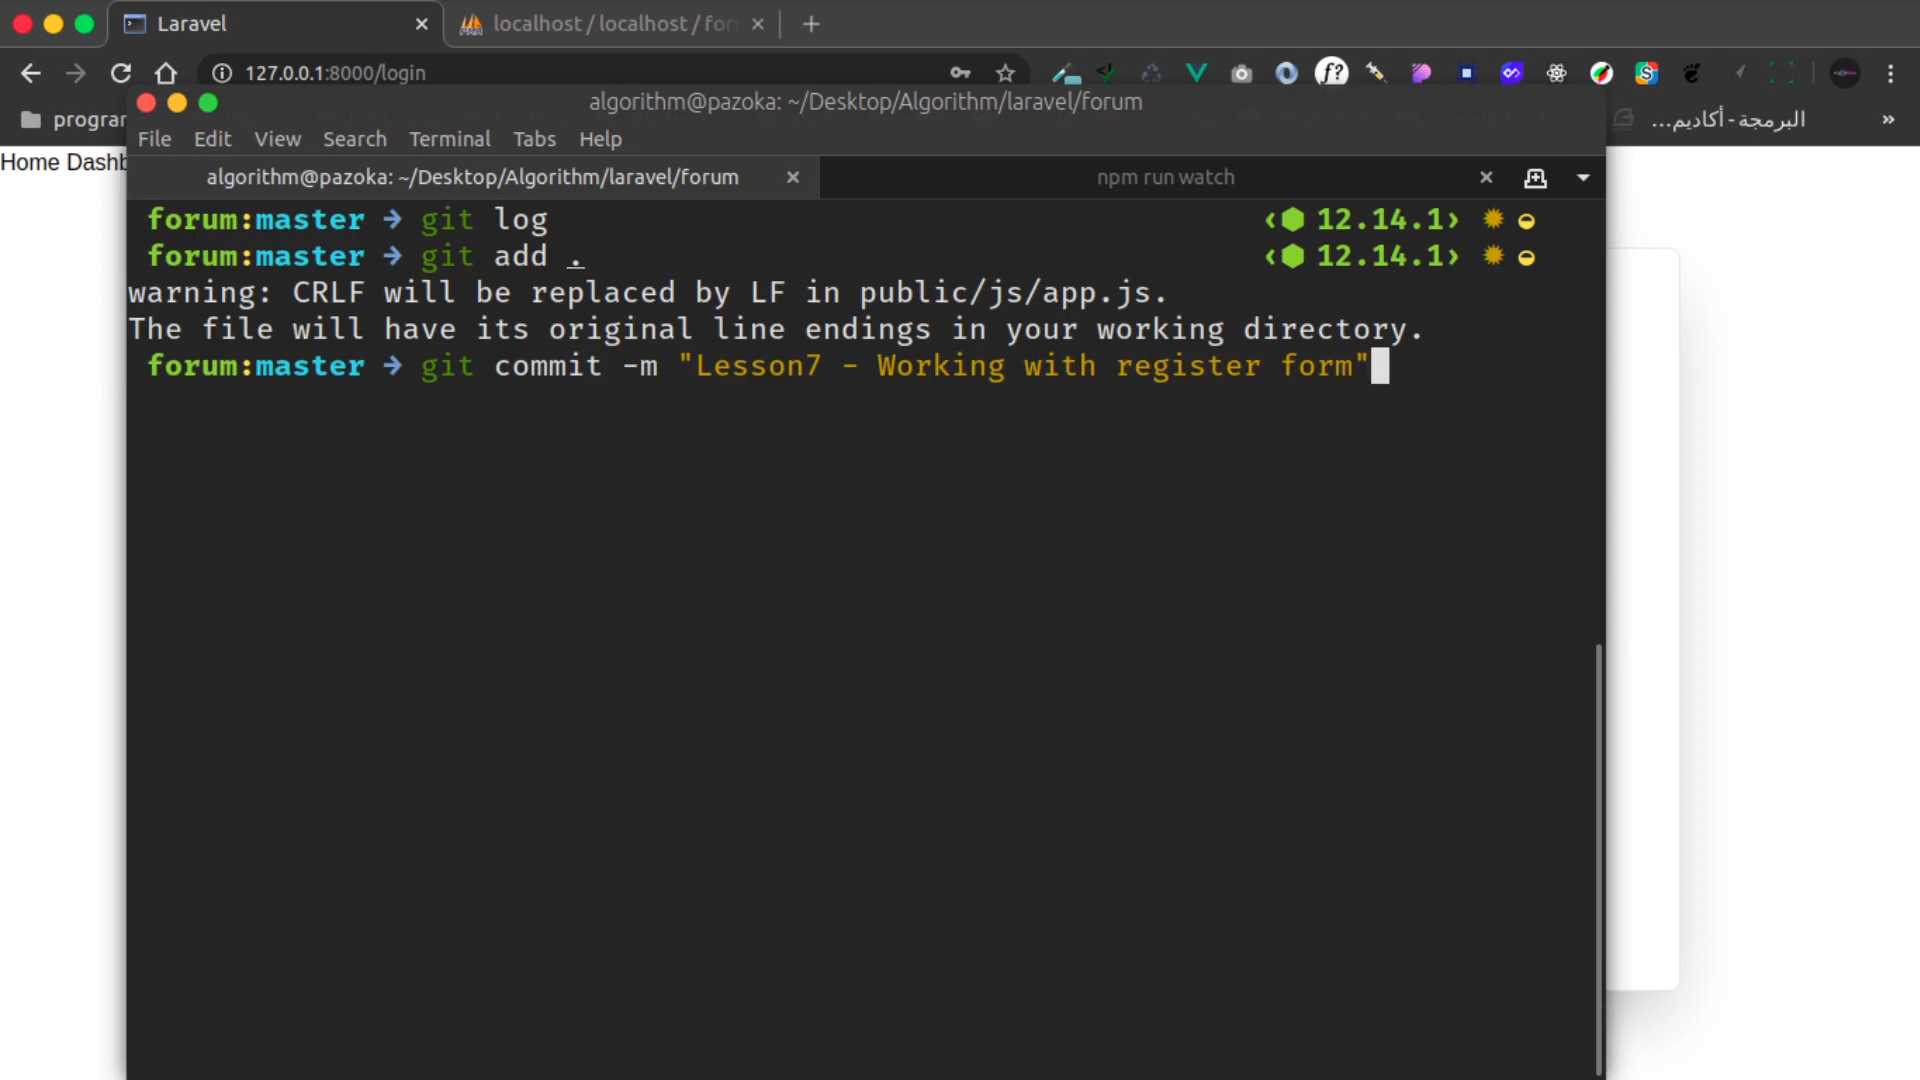 Laravel
localhost / localhost / for
127.0.0.1:8000/login
algorithm@pazoka: ~/Desktop/Algorithm/laravel/forum
البرمجة - أكاديم...
File Edit View Search Terminal Tabs Help
Home Dashb
algorithm@pazoka: ~/Desktop/Algorithm/laravel/forum
npm run watch
forum:master → git log ‹⬢ 12.14.1›
forum:master → git add . ‹⬢ 12.14.1›
warning: CRLF will be replaced by LF in public/js/app.js.
The file will have its original line endings in your working directory.
forum:master → git commit -m "Lesson7 - Working with register form"